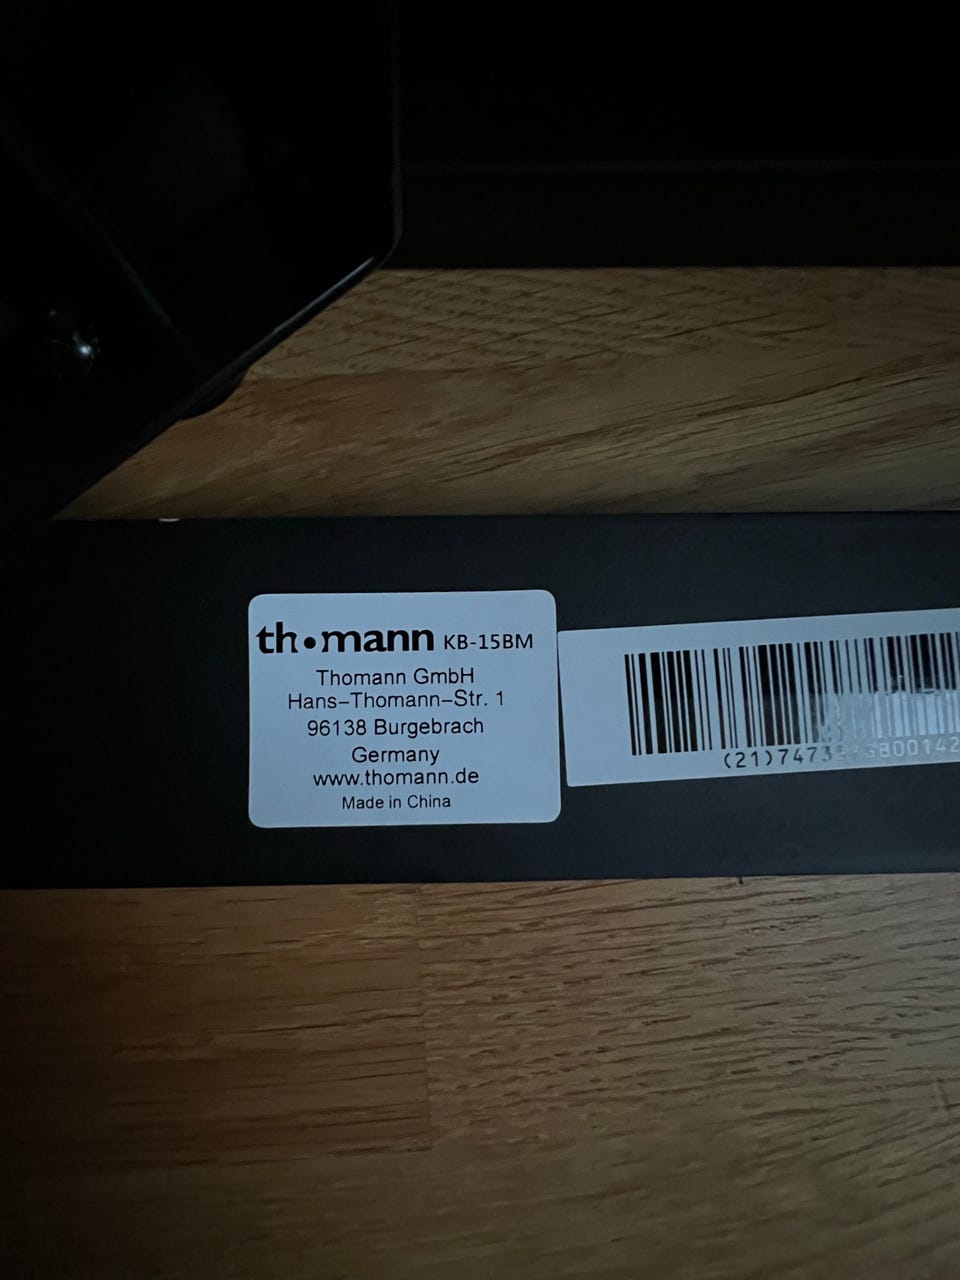 th•mann KB-15BM
Thomann GmbH
Hans-Thomann-Str. 1
96138 Burgebrach
Germany
www.thomann.de
Made in China